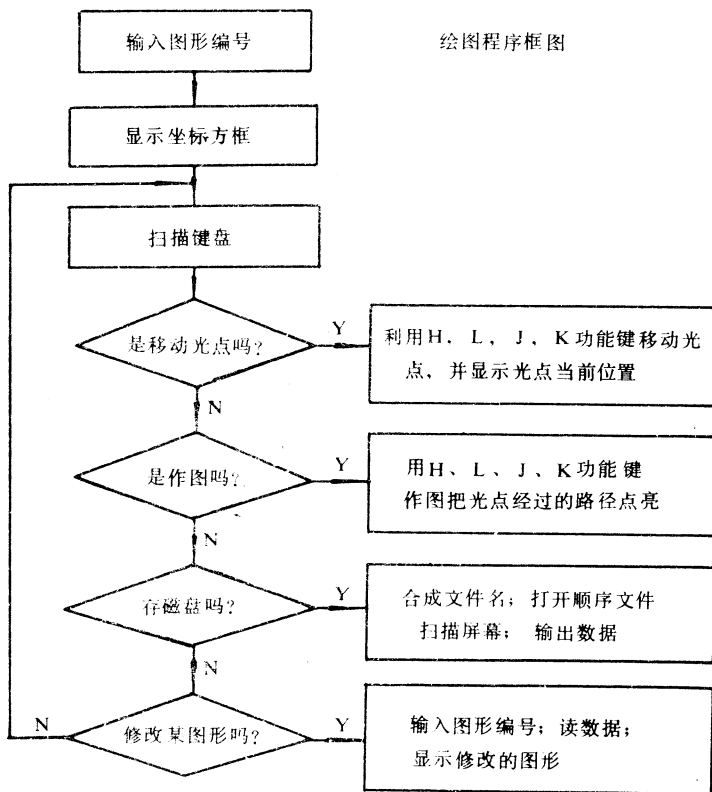 输入图形编号
绘图程序框图
显示坐标方框
扫描键盘
是移动光点吗?
Y
利用H、L、J、K功能键移动光
点、并显示光点当前位置
N
是作图吗?
Y
用H、L、J、K功能键
作图把光点经过的路径点亮
N
存磁盘吗?
Y
合成文件名；打开顺序文件
扫描屏幕；输出数据
N
N
修改某图形吗?
Y
输入图形编号；读数据；
显示修改的图形